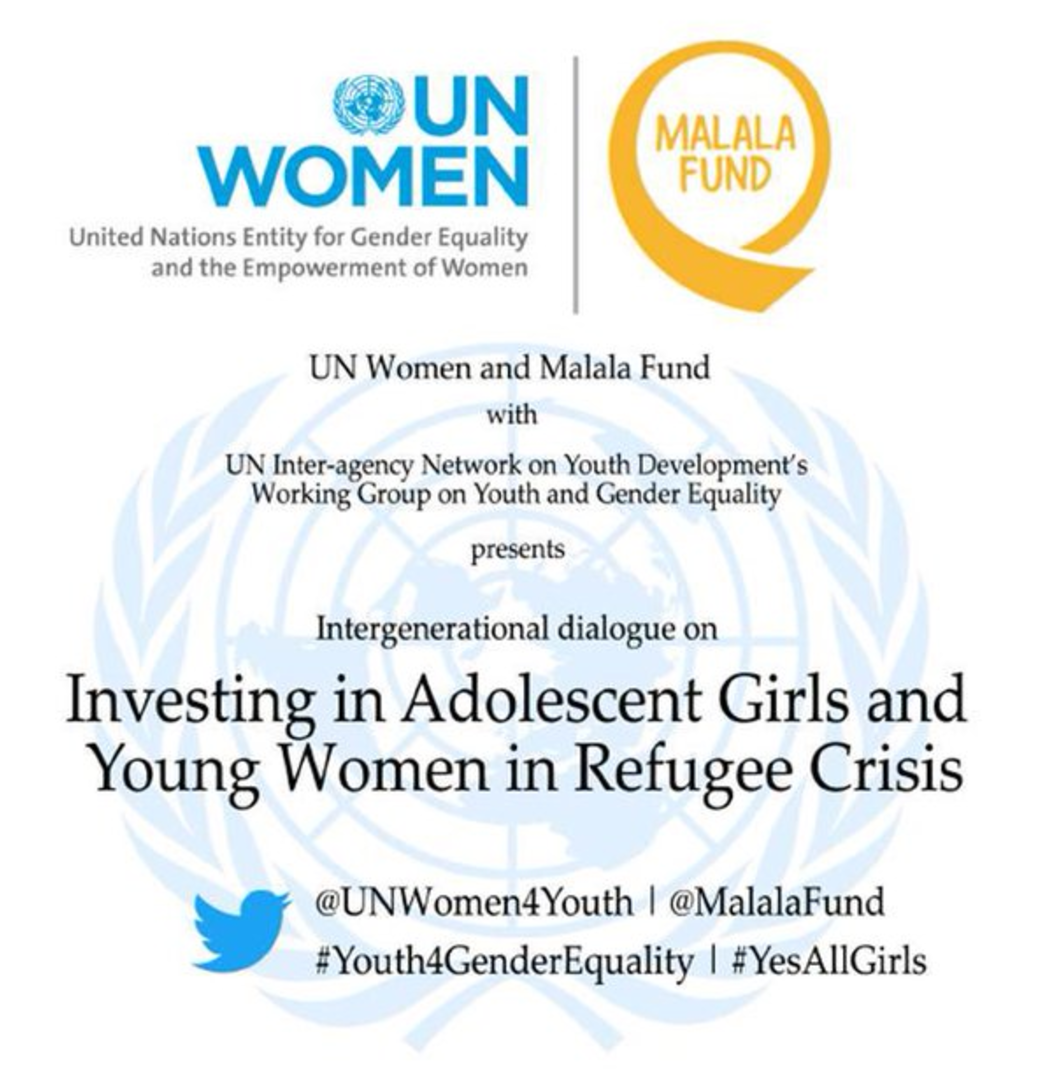 UN
WOMEN
United Nations Entity for Gender Equality
and the Empowerment of Women
MALALA
FUND
UN Women and Malala Fund
with
UN Inter-agency Network on Youth Development's
Working Group on Youth and Gender Equality
presents
Intergenerational dialogue on
Investing in Adolescent Girls and
Young Women in Refugee Crisis
@UNWomen4Youth | @MalalaFund
#Youth4GenderEquality | #YesAllGirls